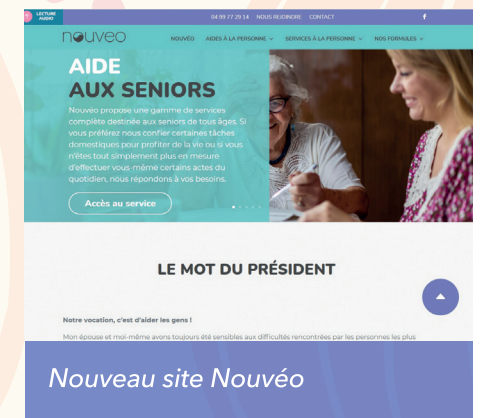 LECTURE
AUDIO
04 89 77 29 14 NOUS REJOINDRE CONTACT f
nouveo
NOUVÉO AIDES À LA PERSONNE SERVICES À LA PERSONNE NOS FORMULES
AIDE
AUX SENIORS
Nouvéo propose une gamme de services
complète destinée aux seniors de tous âges. Si
vous préférez nous confier certaines tâches
domestiques pour profiter de la vie ou si vous
n'êtes tout simplement plus en mesure
d'effectuer vous-même certains actes du
quotidien, nous répondons à vos besoins.
Accès au service
LE MOT DU PRÉSIDENT
Notre vocation, c'est d'aider les gens !
Mon épouse et moi-même avons toujours été sensibles aux difficultés rencontrées par les personnes les plus
Nouveau site Nouvéo